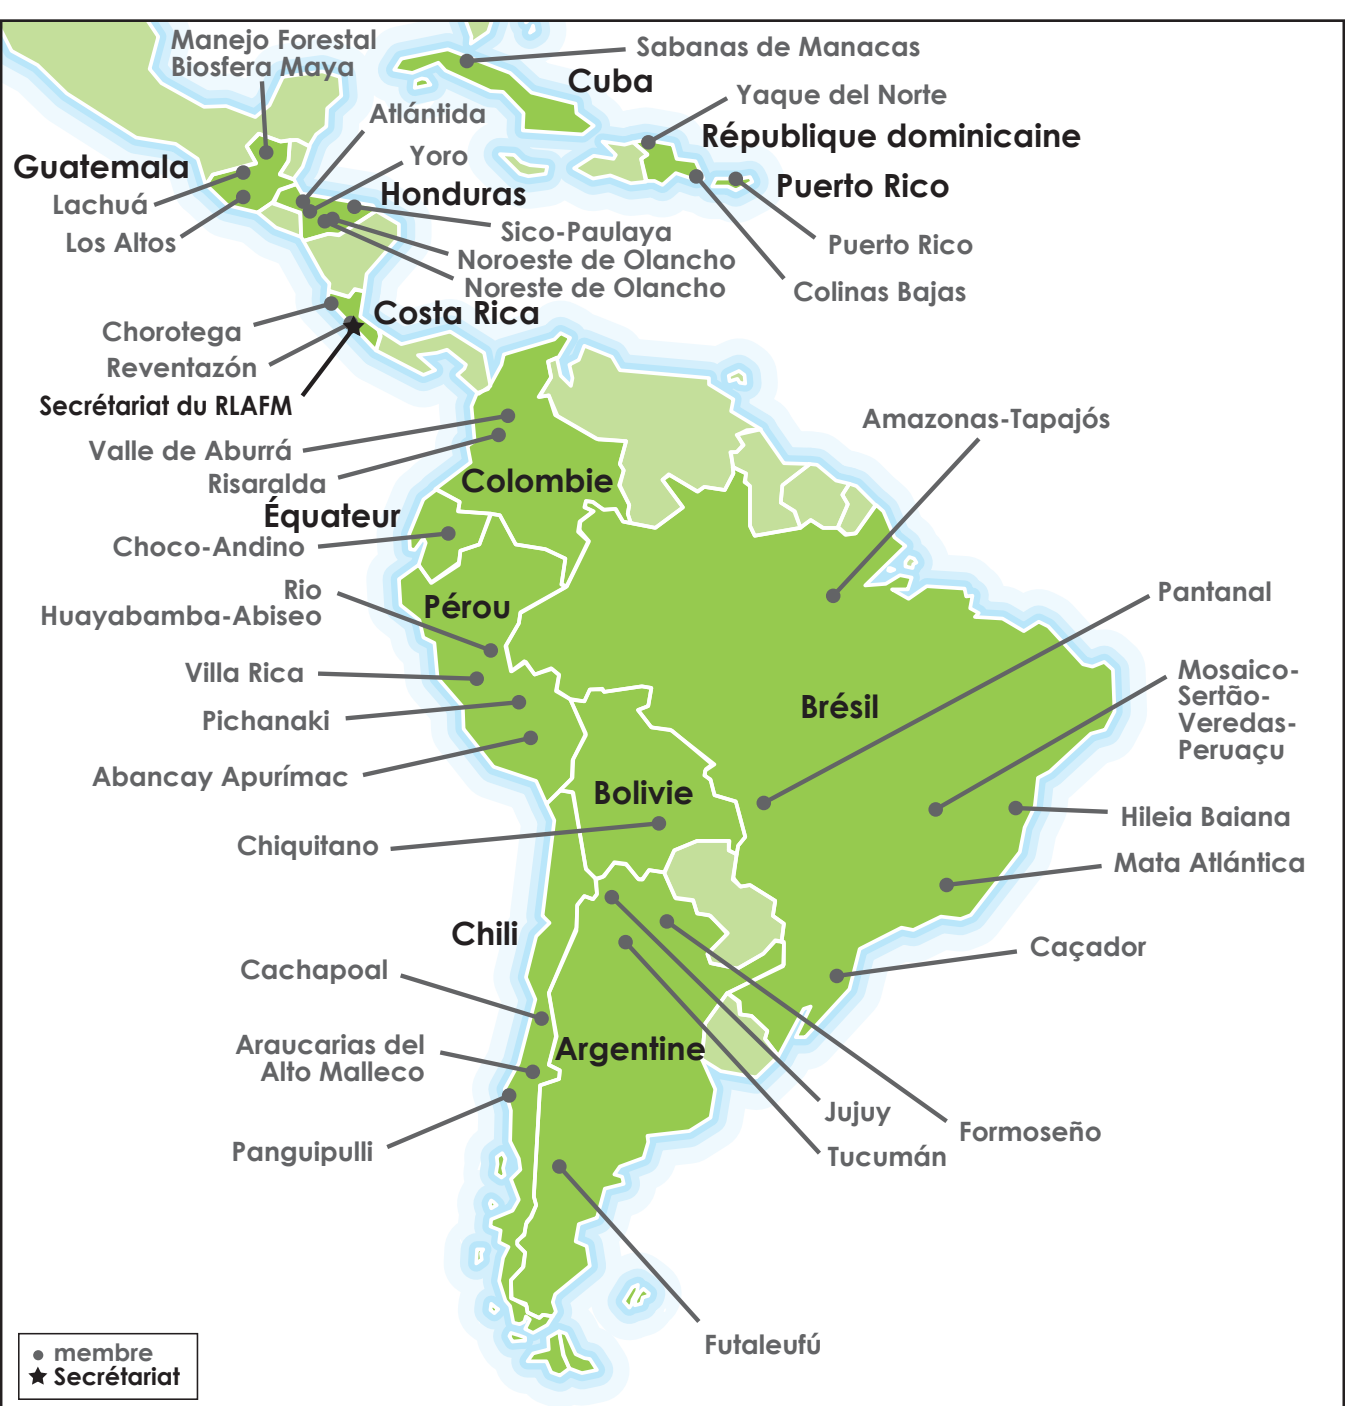 Manejo Forestal
Biosfera Maya
Sabanas de Manacas
Cuba
Yaque del Norte
Atlántida
République dominicaine
Yoro
Guatemala
Puerto Rico
Honduras
Lachuá
Sico-Paulaya
Los Altos
Puerto Rico
Noroeste de Olancho
Noreste de Olancho
Colinas Bajas
Costa Rica
Chorotega
Reventazón
Secrétariat du RLAFM
Amazonas-Tapajós
Valle de Aburrá
Risaralda
Colombie
Équateur
Choco-Andino
Rio
Huayabamba-Abiseo
Pérou
Pantanal
Villa Rica
Mosaico-
Sertão-
Veredas-
Peruaçu
Brésil
Pichanaki
Abancay Apurímac
Bolivie
Hileia Baiana
Chiquitano
Mata Atlántica
Chili
Caçador
Cachapoal
Araucarias del
Alto Malleco
Argentine
Jujuy
Formoseño
Panguipulli
Tucumán
Futaleufú
membre
Secrétariat